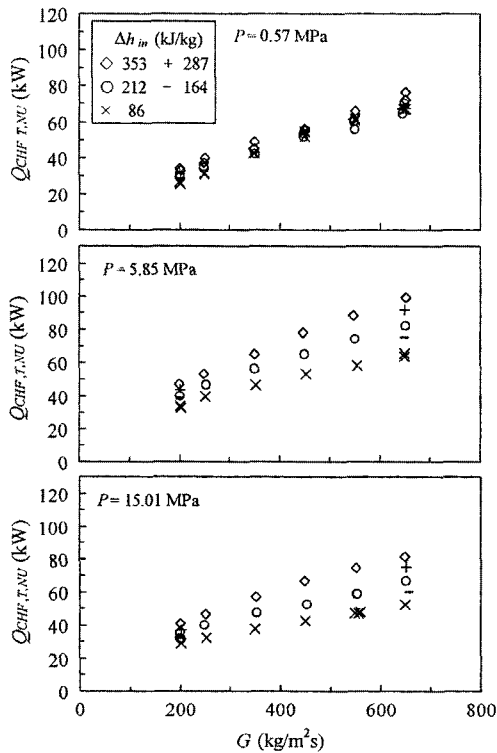 120
100
80
60
40
20
0
Q_CHF T,NU (kW)
Δh_in (kJ/kg)
◇ 353 + 287
○ 212 - 164
× 86
P = 0.57 MPa
120
100
80
60
40
20
0
Q_CHF,T,NU (kW)
P = 5.85 MPa
120
100
80
60
40
20
0
Q_CHF,T,NU (kW)
P = 15.01 MPa
0 200 400 600 800
G (kg/m²s)